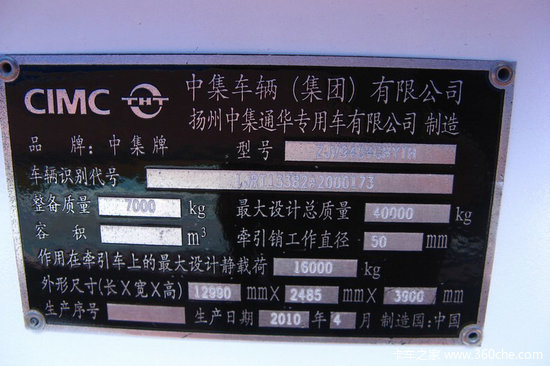 CIMC THT 中集车辆(集团)有限公司
扬州中集通华专用车有限公司 制造
品 牌:中集牌 型号
车辆识别代号
整备质量 7000 kg 最大设计总质量 40000 kg
容 积 m³ 牵引销工作直径 50 mm
作用在牵引车上的最大设计静载荷 16000 kg
外形尺寸(长X宽X高) 12990 mmX 2485 mmX 3900 mm
生产序号 生产日期 2010 年 4 月 制造国:中国
卡车之家 www.360che.com